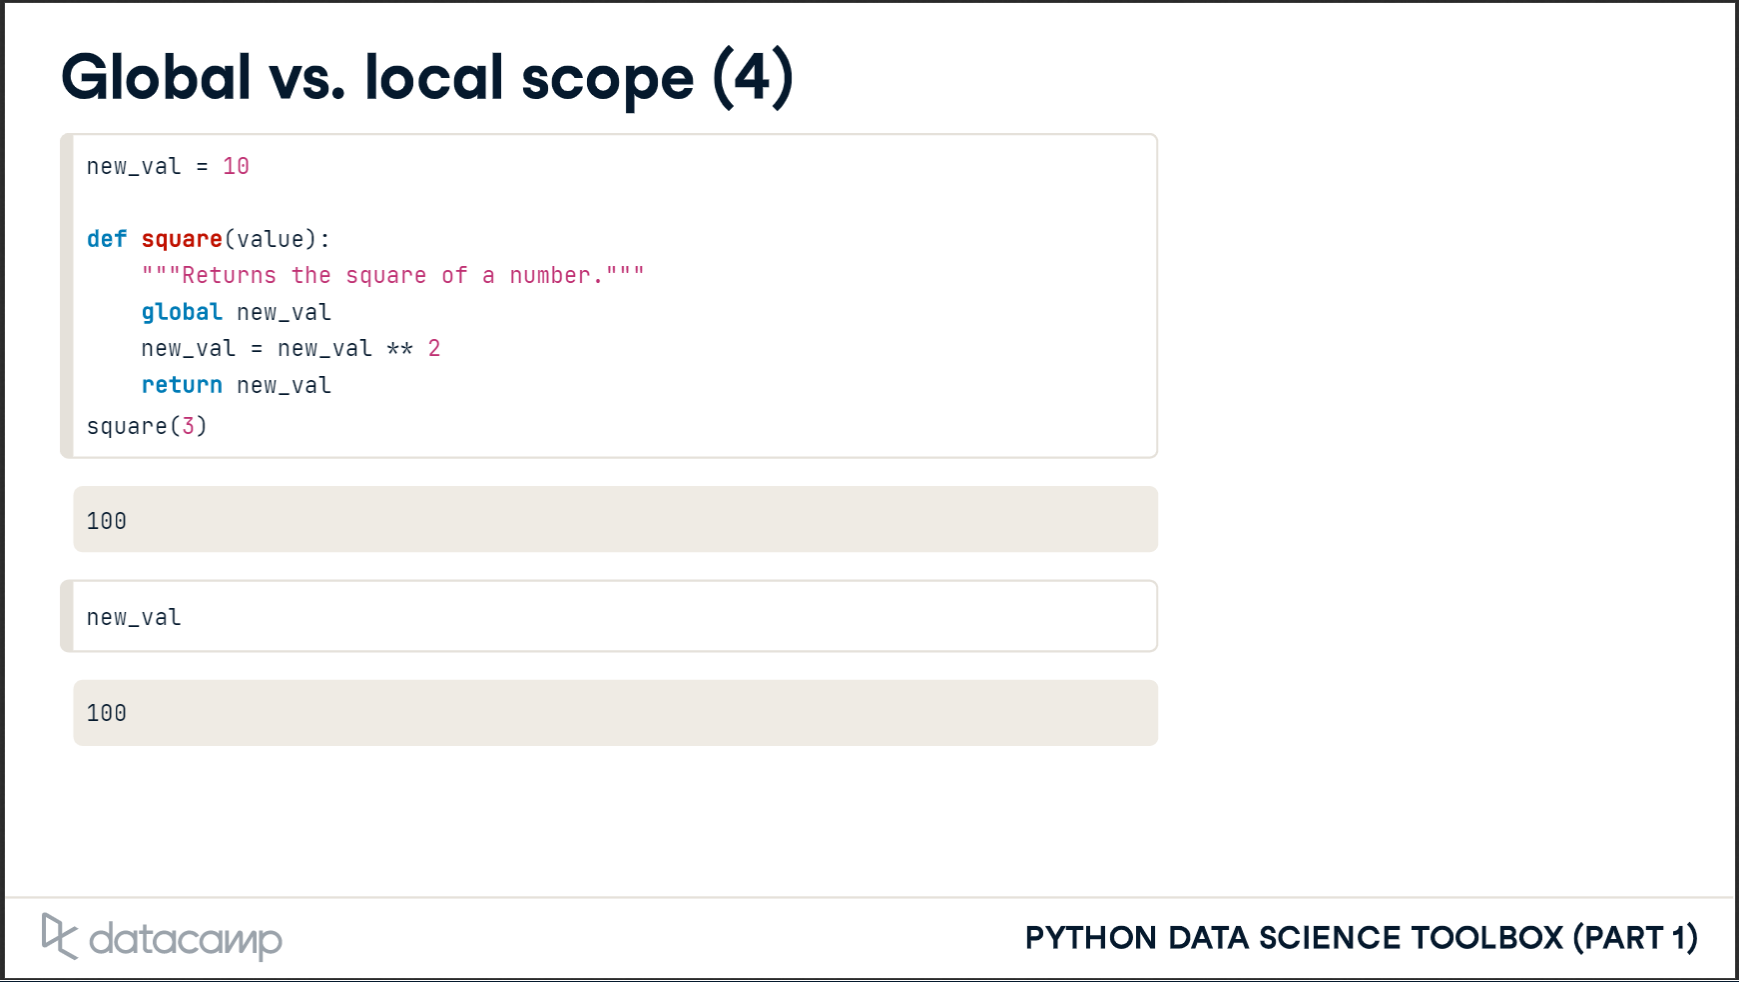 Global vs. local scope (4)
new_val = 10
def square(value):
    """Returns the square of a number."""
    global new_val
    new_val = new_val ** 2
    return new_val
square(3)
100
new_val
100
datacamp
PYTHON DATA SCIENCE TOOLBOX (PART 1)